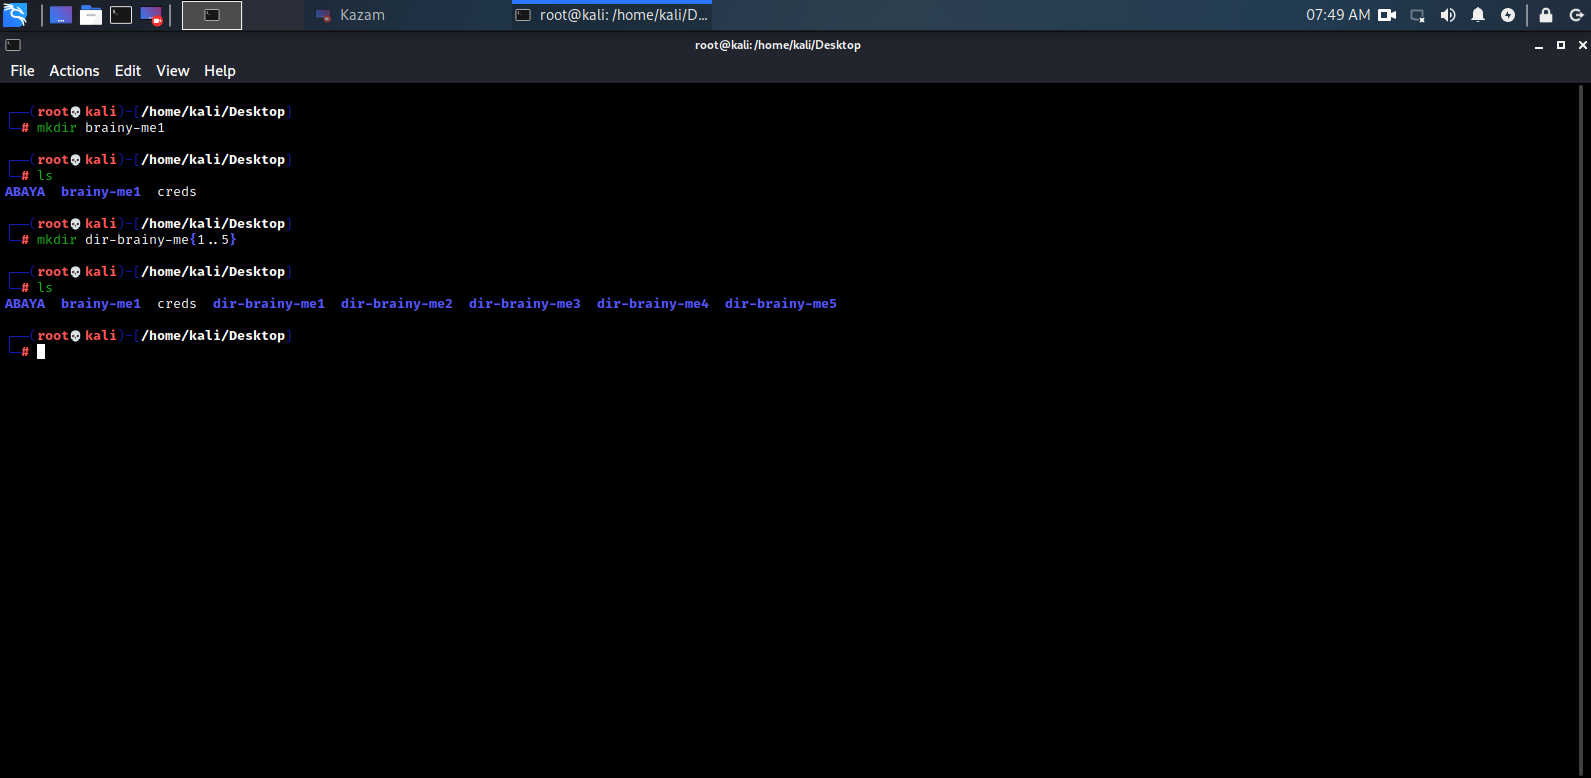 Kazam
root@kali: /home/kali/D...
07:49 AM
root@kali: /home/kali/Desktop
File Actions Edit View Help
┌──(root💀kali)-[/home/kali/Desktop]
└─# mkdir brainy-me1
┌──(root💀kali)-[/home/kali/Desktop]
└─# ls
ABAYA brainy-me1 creds
┌──(root💀kali)-[/home/kali/Desktop]
└─# mkdir dir-brainy-me{1..5}
┌──(root💀kali)-[/home/kali/Desktop]
└─# ls
ABAYA brainy-me1 creds dir-brainy-me1 dir-brainy-me2 dir-brainy-me3 dir-brainy-me4 dir-brainy-me5
┌──(root💀kali)-[/home/kali/Desktop]
└─#